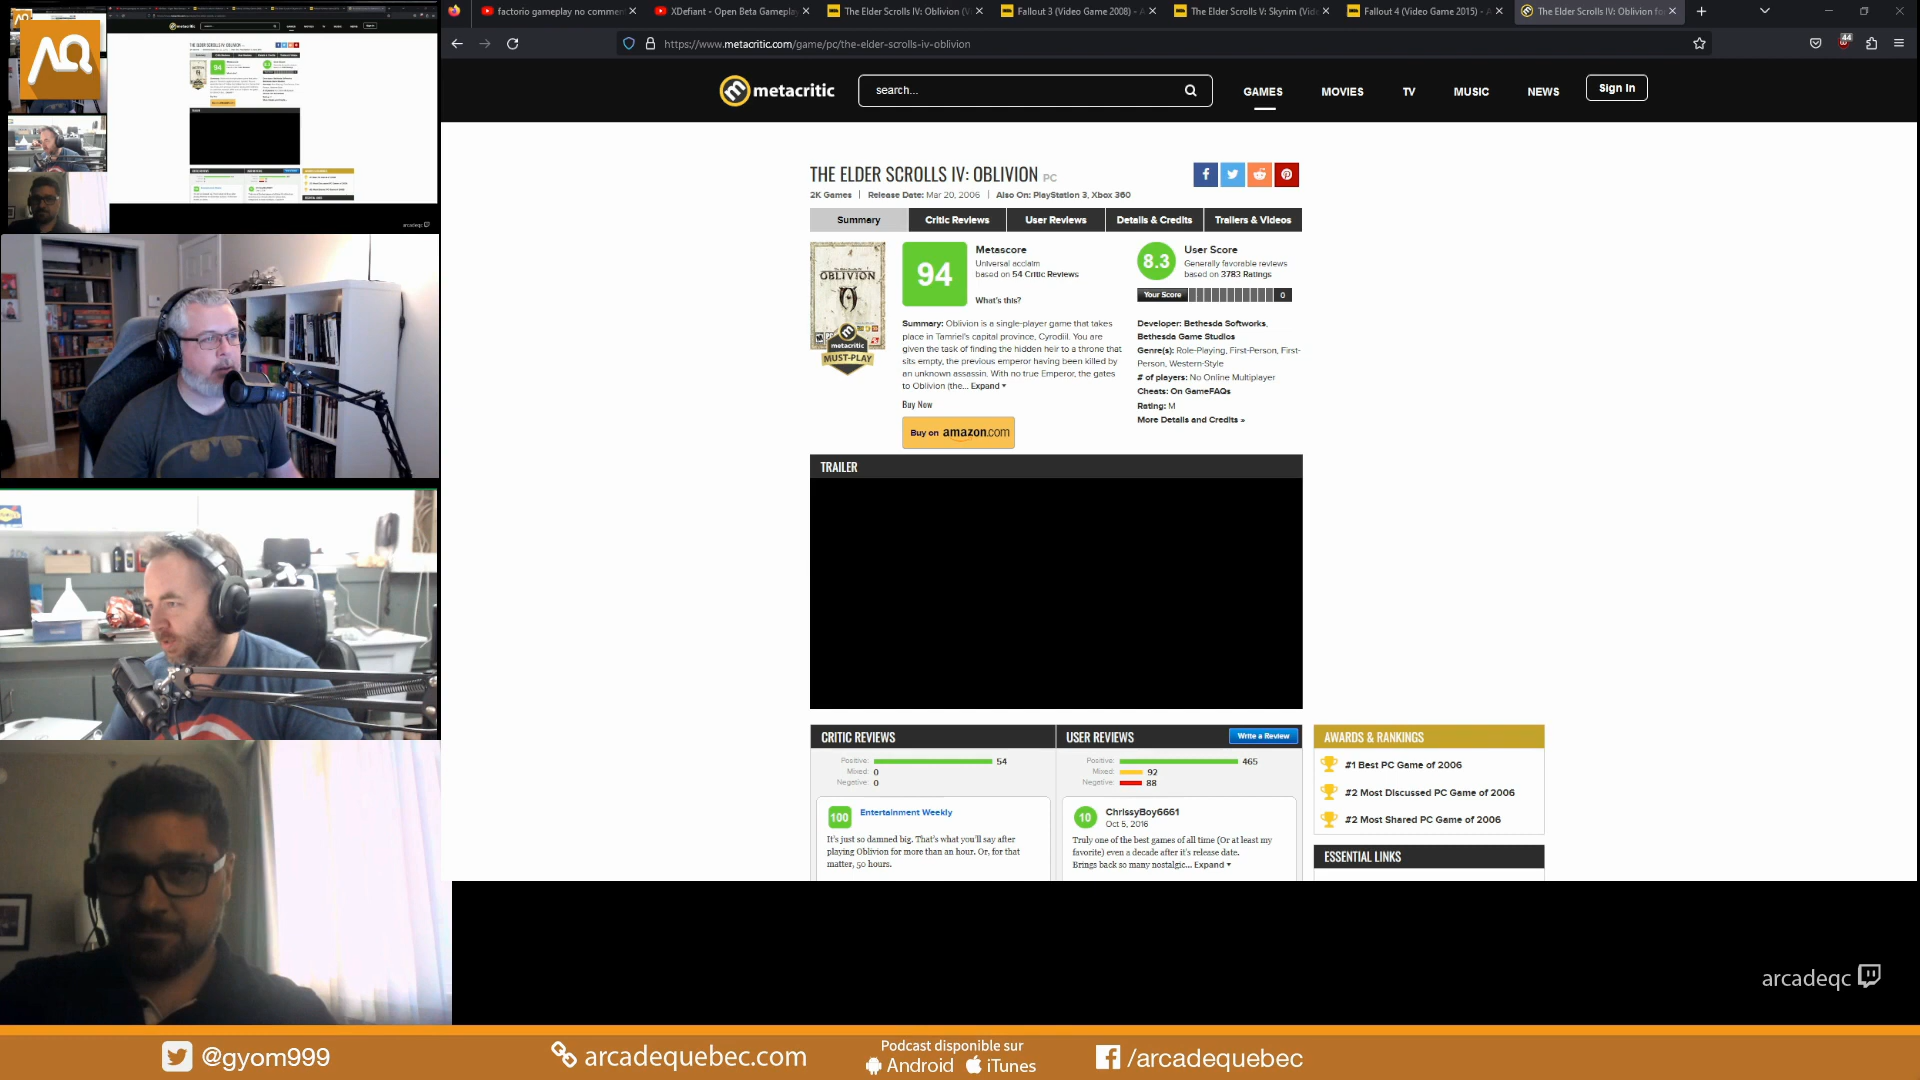 factorio gameplay no commen
XDefiant - Open Beta Gameplay
The Elder Scrolls IV: Oblivion (V
Fallout 3 (Video Game 2008) - A
The Elder Scrolls V: Skyrim (Vide
Fallout 4 (Video Game 2015) - A
The Elder Scrolls IV: Oblivion fo
https://www.metacritic.com/game/pc/the-elder-scrolls-iv-oblivion
44
AQ
metacritic
search...
GAMES
MOVIES
TV
MUSIC
NEWS
Sign In
THE ELDER SCROLLS IV: OBLIVION PC
2K Games | Release Date: Mar 20, 2006 | Also On: PlayStation 3, Xbox 360
Summary
Critic Reviews
User Reviews
Details & Credits
Trailers & Videos
OBLIVION
metacritic
MUST-PLAY
94
Metascore
Universal acclaim
based on 54 Critic Reviews
What's this?
8.3
User Score
Generally favorable reviews
based on 3783 Ratings
Your Score 0
Summary: Oblivion is a single-player game that takes
place in Tamriel's capital province, Cyrodiil. You are
given the task of finding the hidden heir to a throne that
sits empty, the previous emperor having been killed by
an unknown assassin. With no true Emperor, the gates
to Oblivion (the... Expand
Buy Now
Buy on amazon.com
Developer: Bethesda Softworks,
Bethesda Game Studios
Genre(s): Role-Playing, First-Person, First-
Person, Western-Style
# of players: No Online Multiplayer
Cheats: On GameFAQs
Rating: M
More Details and Credits »
TRAILER
CRITIC REVIEWS
Positive: 54
Mixed: 0
Negative: 0
100
Entertainment Weekly
It's just so damned big. That's what you'll say after
playing Oblivion for more than an hour. Or, for that
matter, 50 hours.
USER REVIEWS
Write a Review
Positive: 465
Mixed: 92
Negative: 88
10
ChrissyBoy6661
Oct 5, 2016
Truly one of the best games of all time (Or at least my
favorite) even a decade after it's release date.
Brings back so many nostalgic... Expand
AWARDS & RANKINGS
#1 Best PC Game of 2006
#2 Most Discussed PC Game of 2006
#2 Most Shared PC Game of 2006
ESSENTIAL LINKS
arcadeqc
@gyom999
arcadequebec.com
Podcast disponible sur
Android
iTunes
/arcadequebec